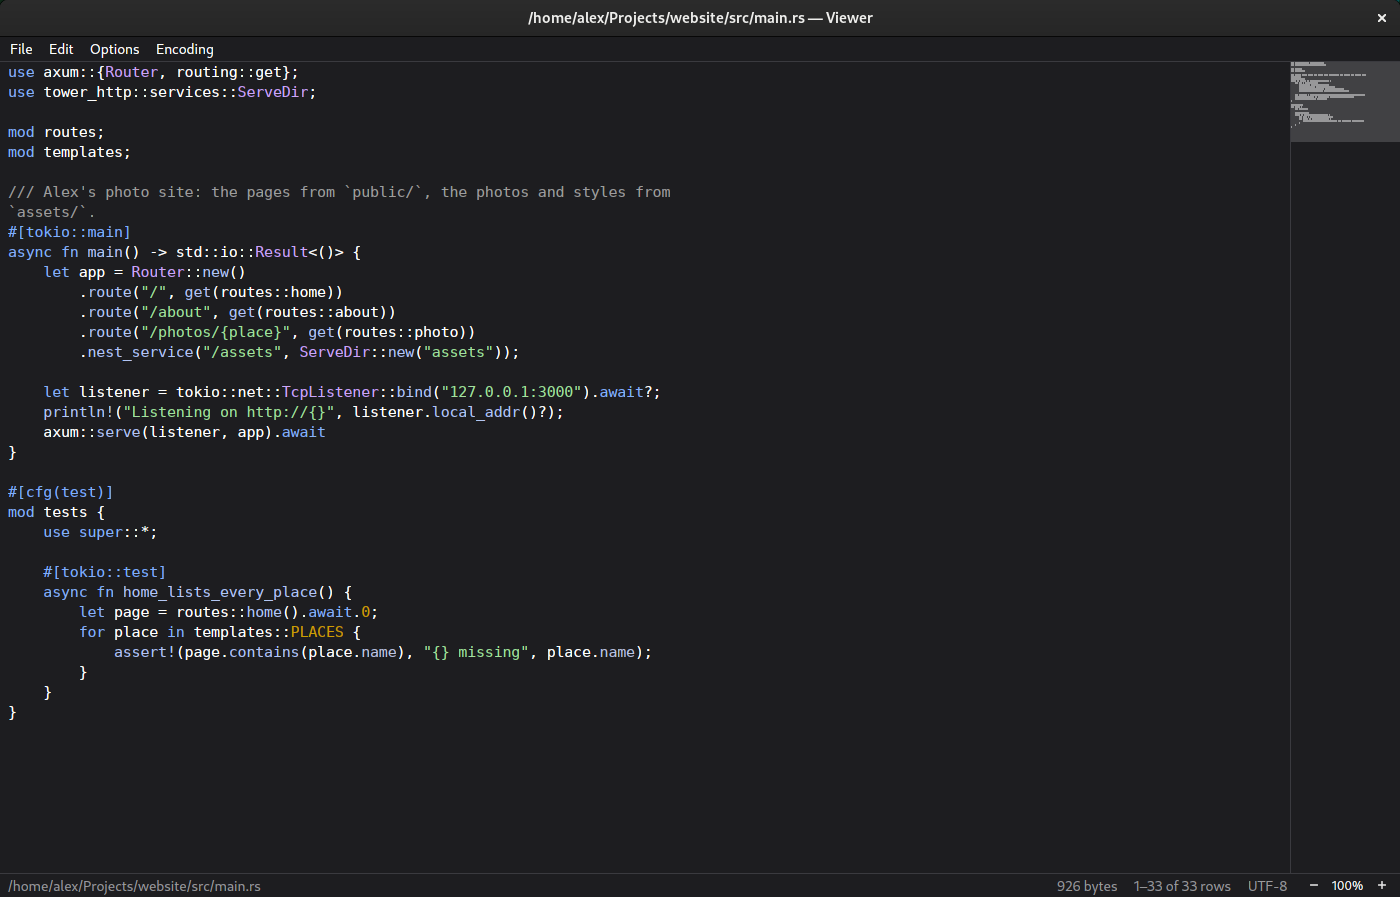 /home/alex/Projects/website/src/main.rs — Viewer
File Edit Options Encoding
use axum::{Router, routing::get};
use tower_http::services::ServeDir;

mod routes;
mod templates;

/// Alex's photo site: the pages from `public/`, the photos and styles from
`assets/`.
#[tokio::main]
async fn main() -> std::io::Result<()> {
    let app = Router::new()
        .route("/", get(routes::home))
        .route("/about", get(routes::about))
        .route("/photos/{place}", get(routes::photo))
        .nest_service("/assets", ServeDir::new("assets"));

    let listener = tokio::net::TcpListener::bind("127.0.0.1:3000").await?;
    println!("Listening on http://{}", listener.local_addr()?);
    axum::serve(listener, app).await
}

#[cfg(test)]
mod tests {
    use super::*;

    #[tokio::test]
    async fn home_lists_every_place() {
        let page = routes::home().await.0;
        for place in templates::PLACES {
            assert!(page.contains(place.name), "{} missing", place.name);
        }
    }
}
/home/alex/Projects/website/src/main.rs 926 bytes 1–33 of 33 rows UTF-8 − 100% +